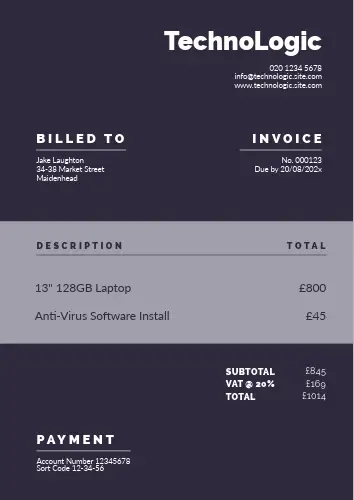 TechnoLogic
020 1234 5678
info@technologic.site.com
www.technologic.site.com
BILLED TO
INVOICE
Jake Laughton
No. 000123
34-38 Market Street
Due by 20/08/202x
Maidenhead
DESCRIPTION TOTAL
13" 128GB Laptop £800
Anti-Virus Software Install £45
SUBTOTAL £845
VAT @ 20% £169
TOTAL £1014
PAYMENT
Account Number 12345678
Sort Code 12-34-56